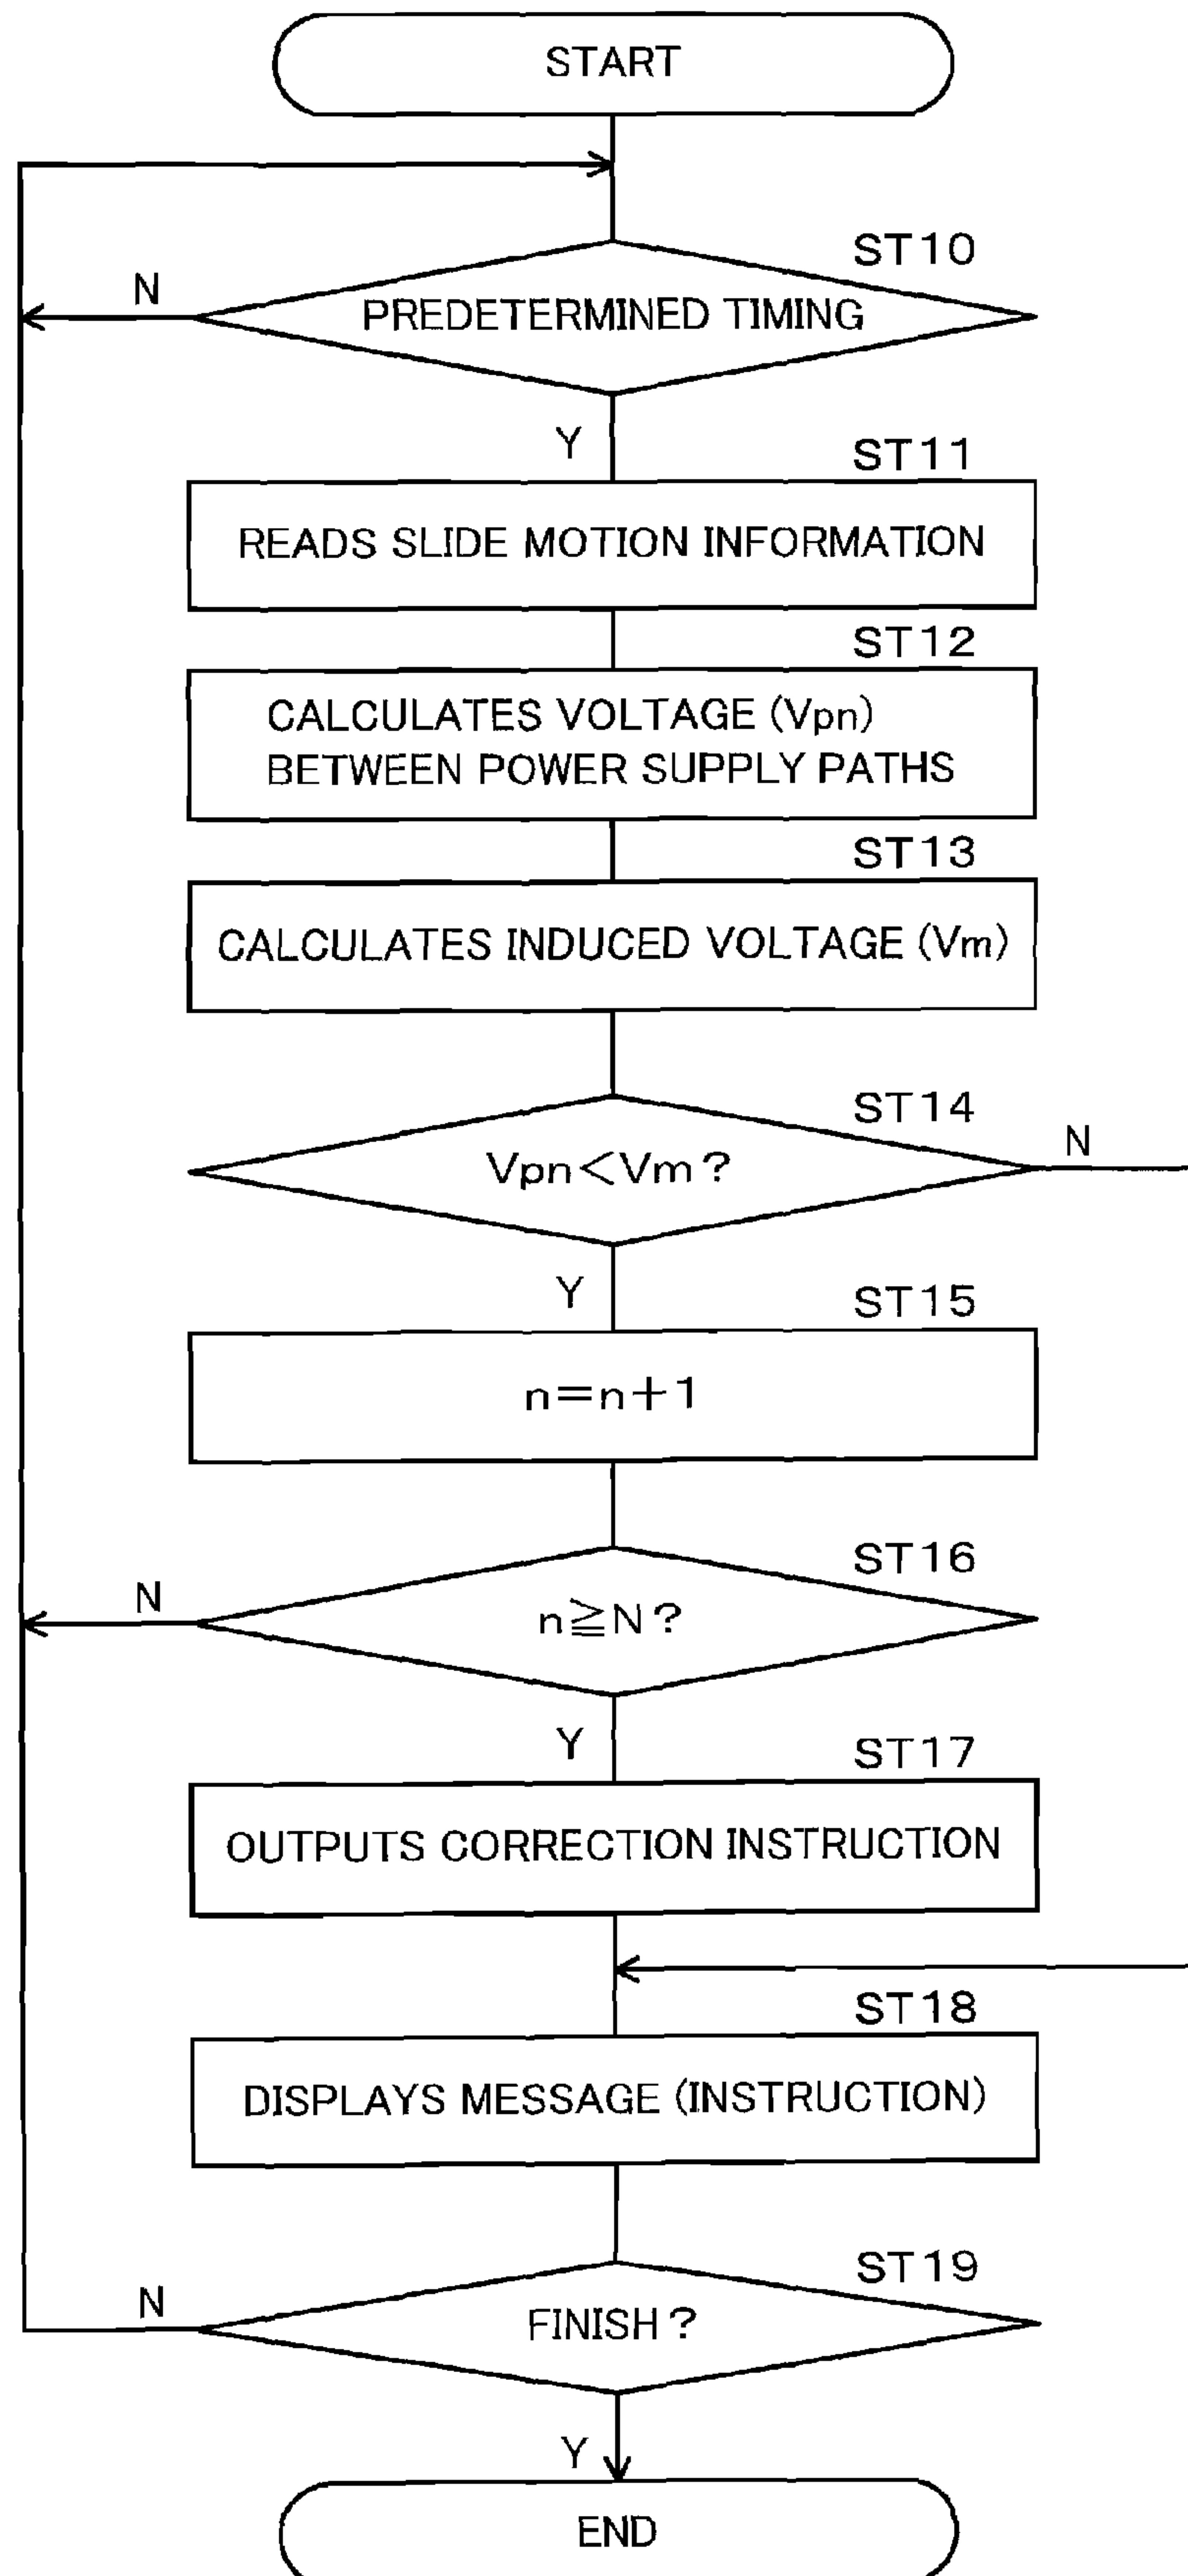 START
ST10
N
PREDETERMINED TIMING
Y
ST11
READS SLIDE MOTION INFORMATION
ST12
CALCULATES VOLTAGE (Vpn)
BETWEEN POWER SUPPLY PATHS
ST13
CALCULATES INDUCED VOLTAGE (Vm)
ST14
N
Vpn<Vm?
Y
ST15
n=n+1
ST16
N
n≧N?
Y
ST17
OUTPUTS CORRECTION INSTRUCTION
ST18
DISPLAYS MESSAGE (INSTRUCTION)
ST19
N
FINISH?
Y
END